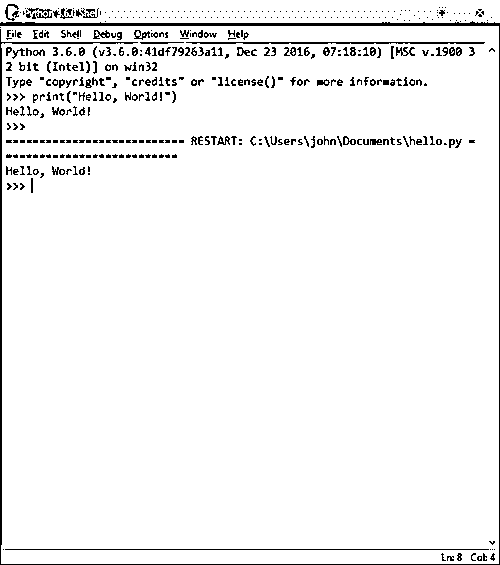 Python 3.6.0 Shell
File Edit Shell Debug Options Window Help
Python 3.6.0 (v3.6.0:41df79263a11, Dec 23 2016, 07:18:10) [MSC v.1900 3
2 bit (Intel)] on win32
Type "copyright", "credits" or "license()" for more information.
>>> print("Hello, World!")
Hello, World!
>>>
=========================== RESTART: C:\Users\john\Documents\hello.py =
==========================
Hello, World!
>>>
Ln: 8 Col: 4